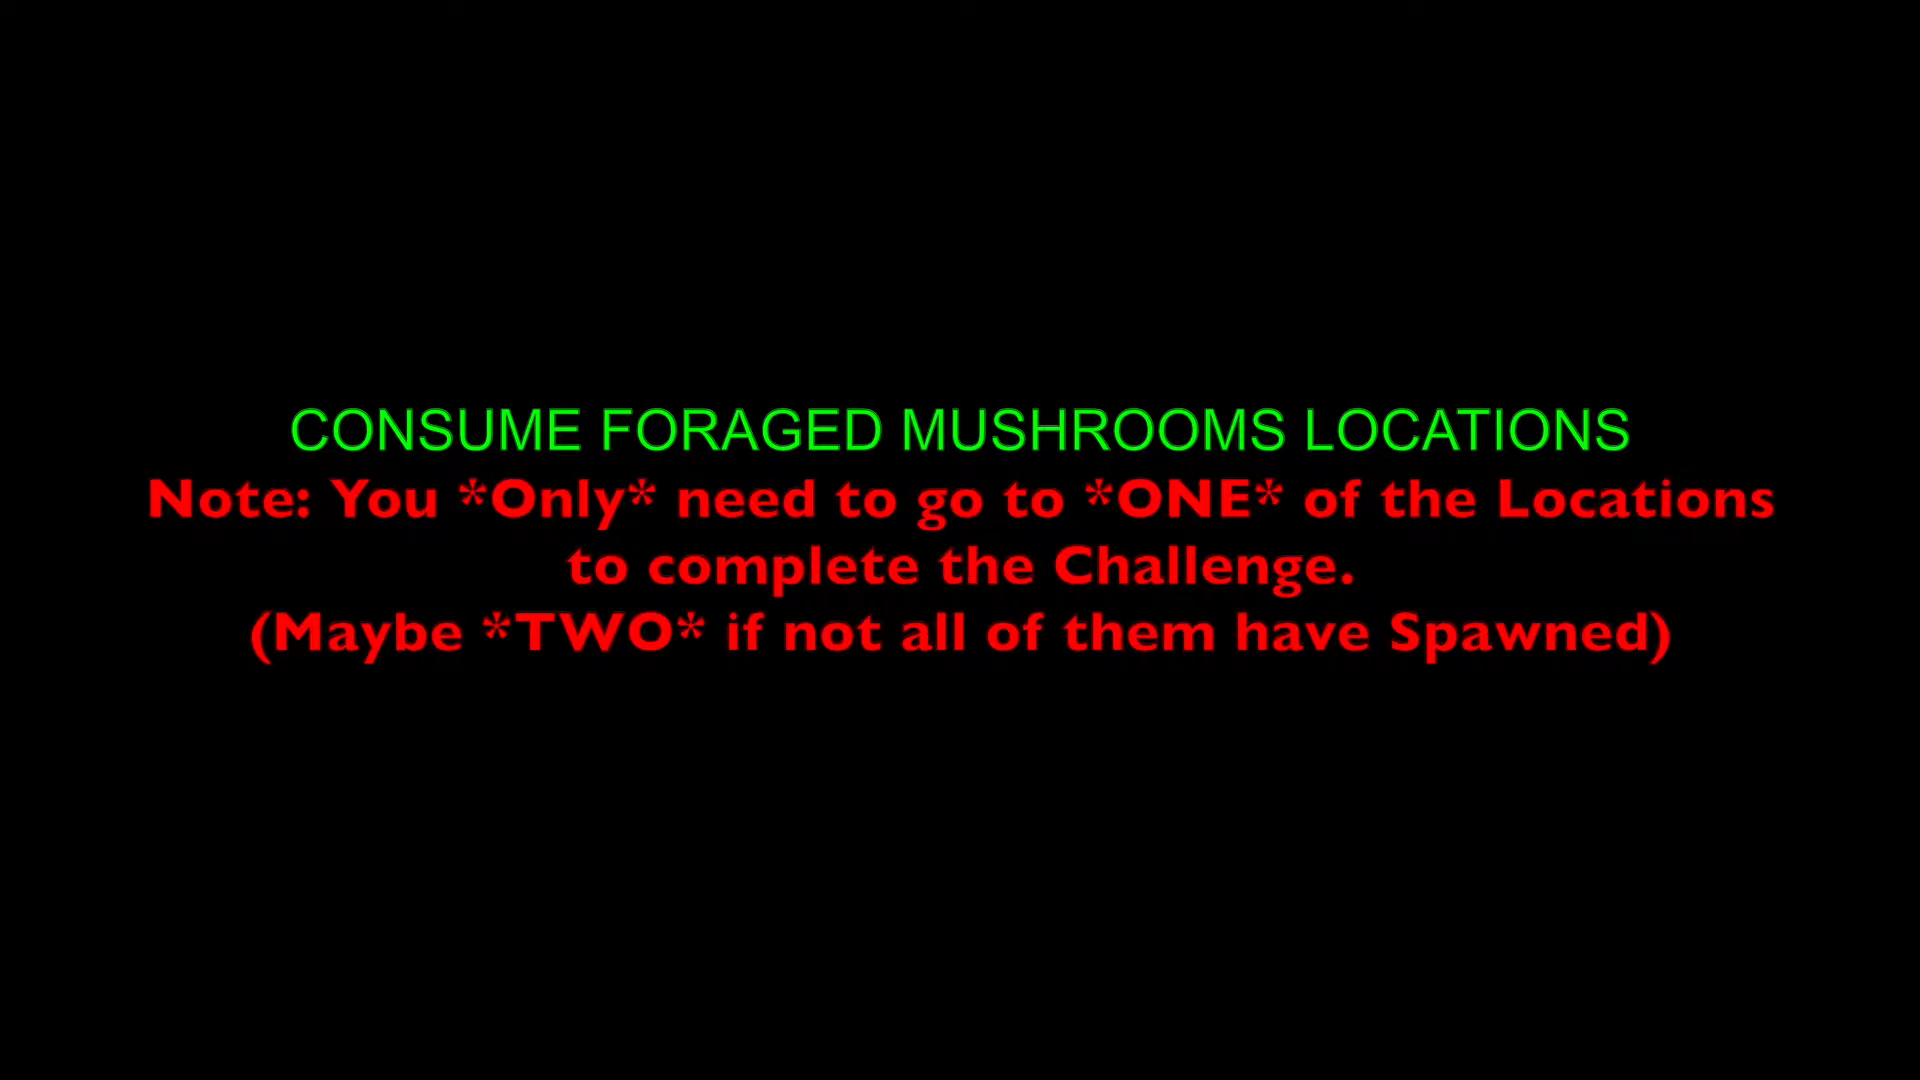 CONSUME FORAGED MUSHROOMS LOCATIONS
Note: You *Only* need to go to *ONE* of the Locations
to complete the Challenge.
(Maybe *TWO* if not all of them have Spawned)